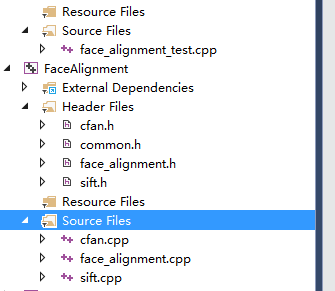 Resource Files
Source Files
face_alignment_test.cpp
FaceAlignment
External Dependencies
Header Files
cfan.h
common.h
face_alignment.h
sift.h
Resource Files
Source Files
cfan.cpp
face_alignment.cpp
sift.cpp